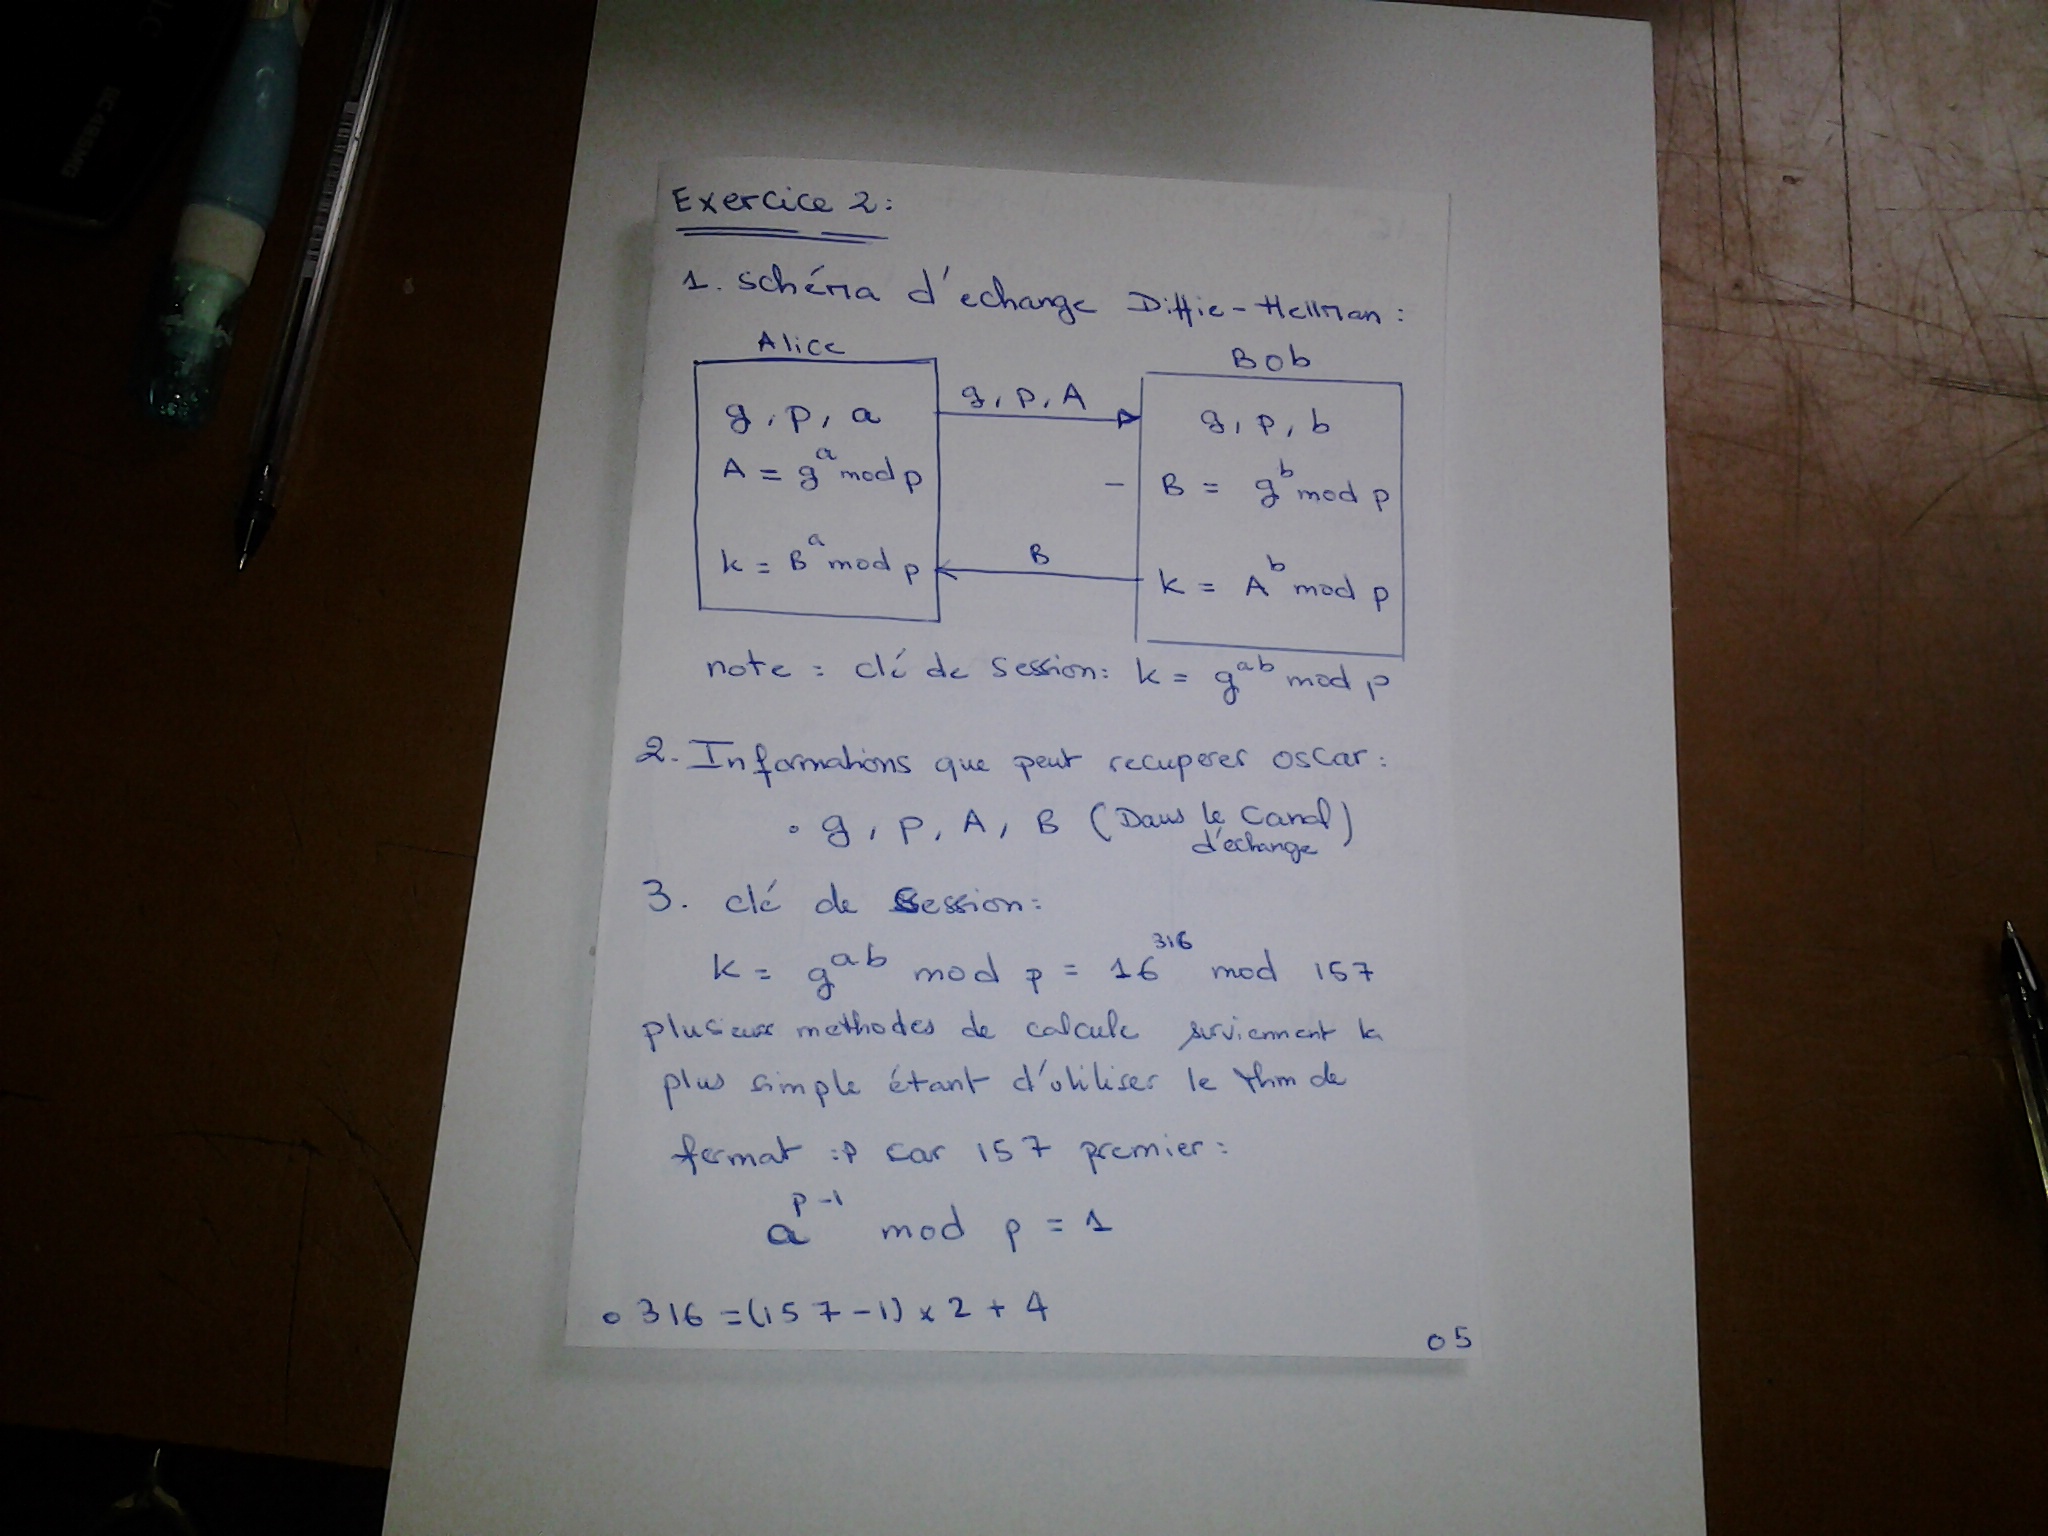 Exercice 2:
1. schéma d'echange Diffie-Hellman:
Alice
Bob
g, p, a
g, p, A
g, p, b
A = g^a mod p
- B = g^b mod p
k = B^a mod p
B
k = A^b mod p
note: clé de session: k = g^ab mod p
2. Informations que peut recuperer oscar:
• g, p, A, B (Dans le Canal)
d'échange
3. clé de Session:
k = g^ab mod p = 16^316 mod 157
plusieurs méthodes de calcule surviennent la
plus simple étant d'utiliser le thm de
fermat :p car 157 premier:
a^p-1 mod p = 1
• 316 = (157-1) x 2 + 4
05